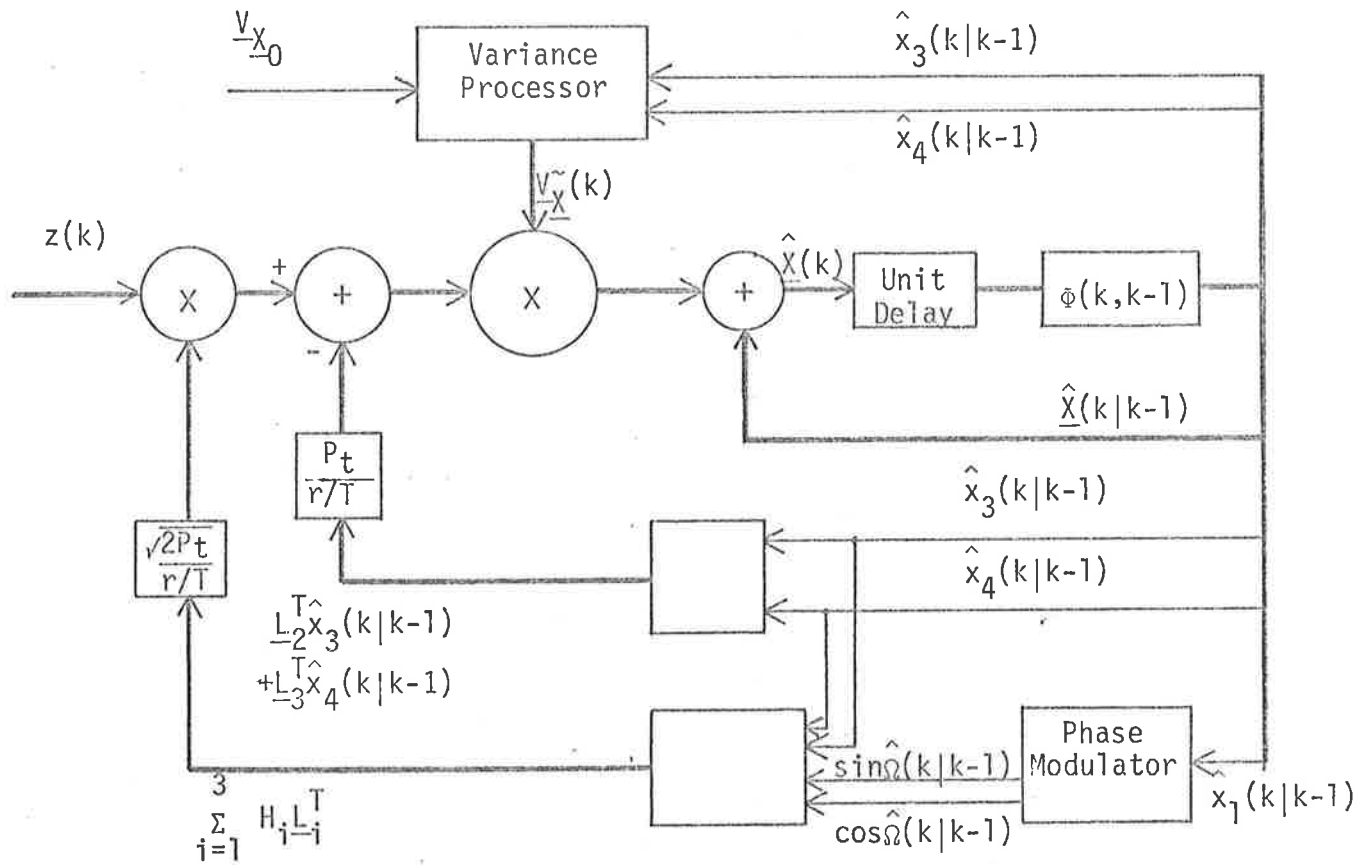 V_X_0
Variance
Processor
x̂_3(k|k-1)
x̂_4(k|k-1)
V_X̃(k)
z(k)
x
+
+
-
x
+
X̂(k)
Unit
Delay
Φ(k,k-1)
X̂(k|k-1)
P_t
r/T
√2P_t
r/T
x̂_3(k|k-1)
x̂_4(k|k-1)
L_2^T x̂_3(k|k-1)
+L_3^T x̂_4(k|k-1)
Phase
Modulator
sinΩ̂(k|k-1)
cosΩ̂(k|k-1)
x̂_1(k|k-1)
3
Σ H_i L_i^T
i=1